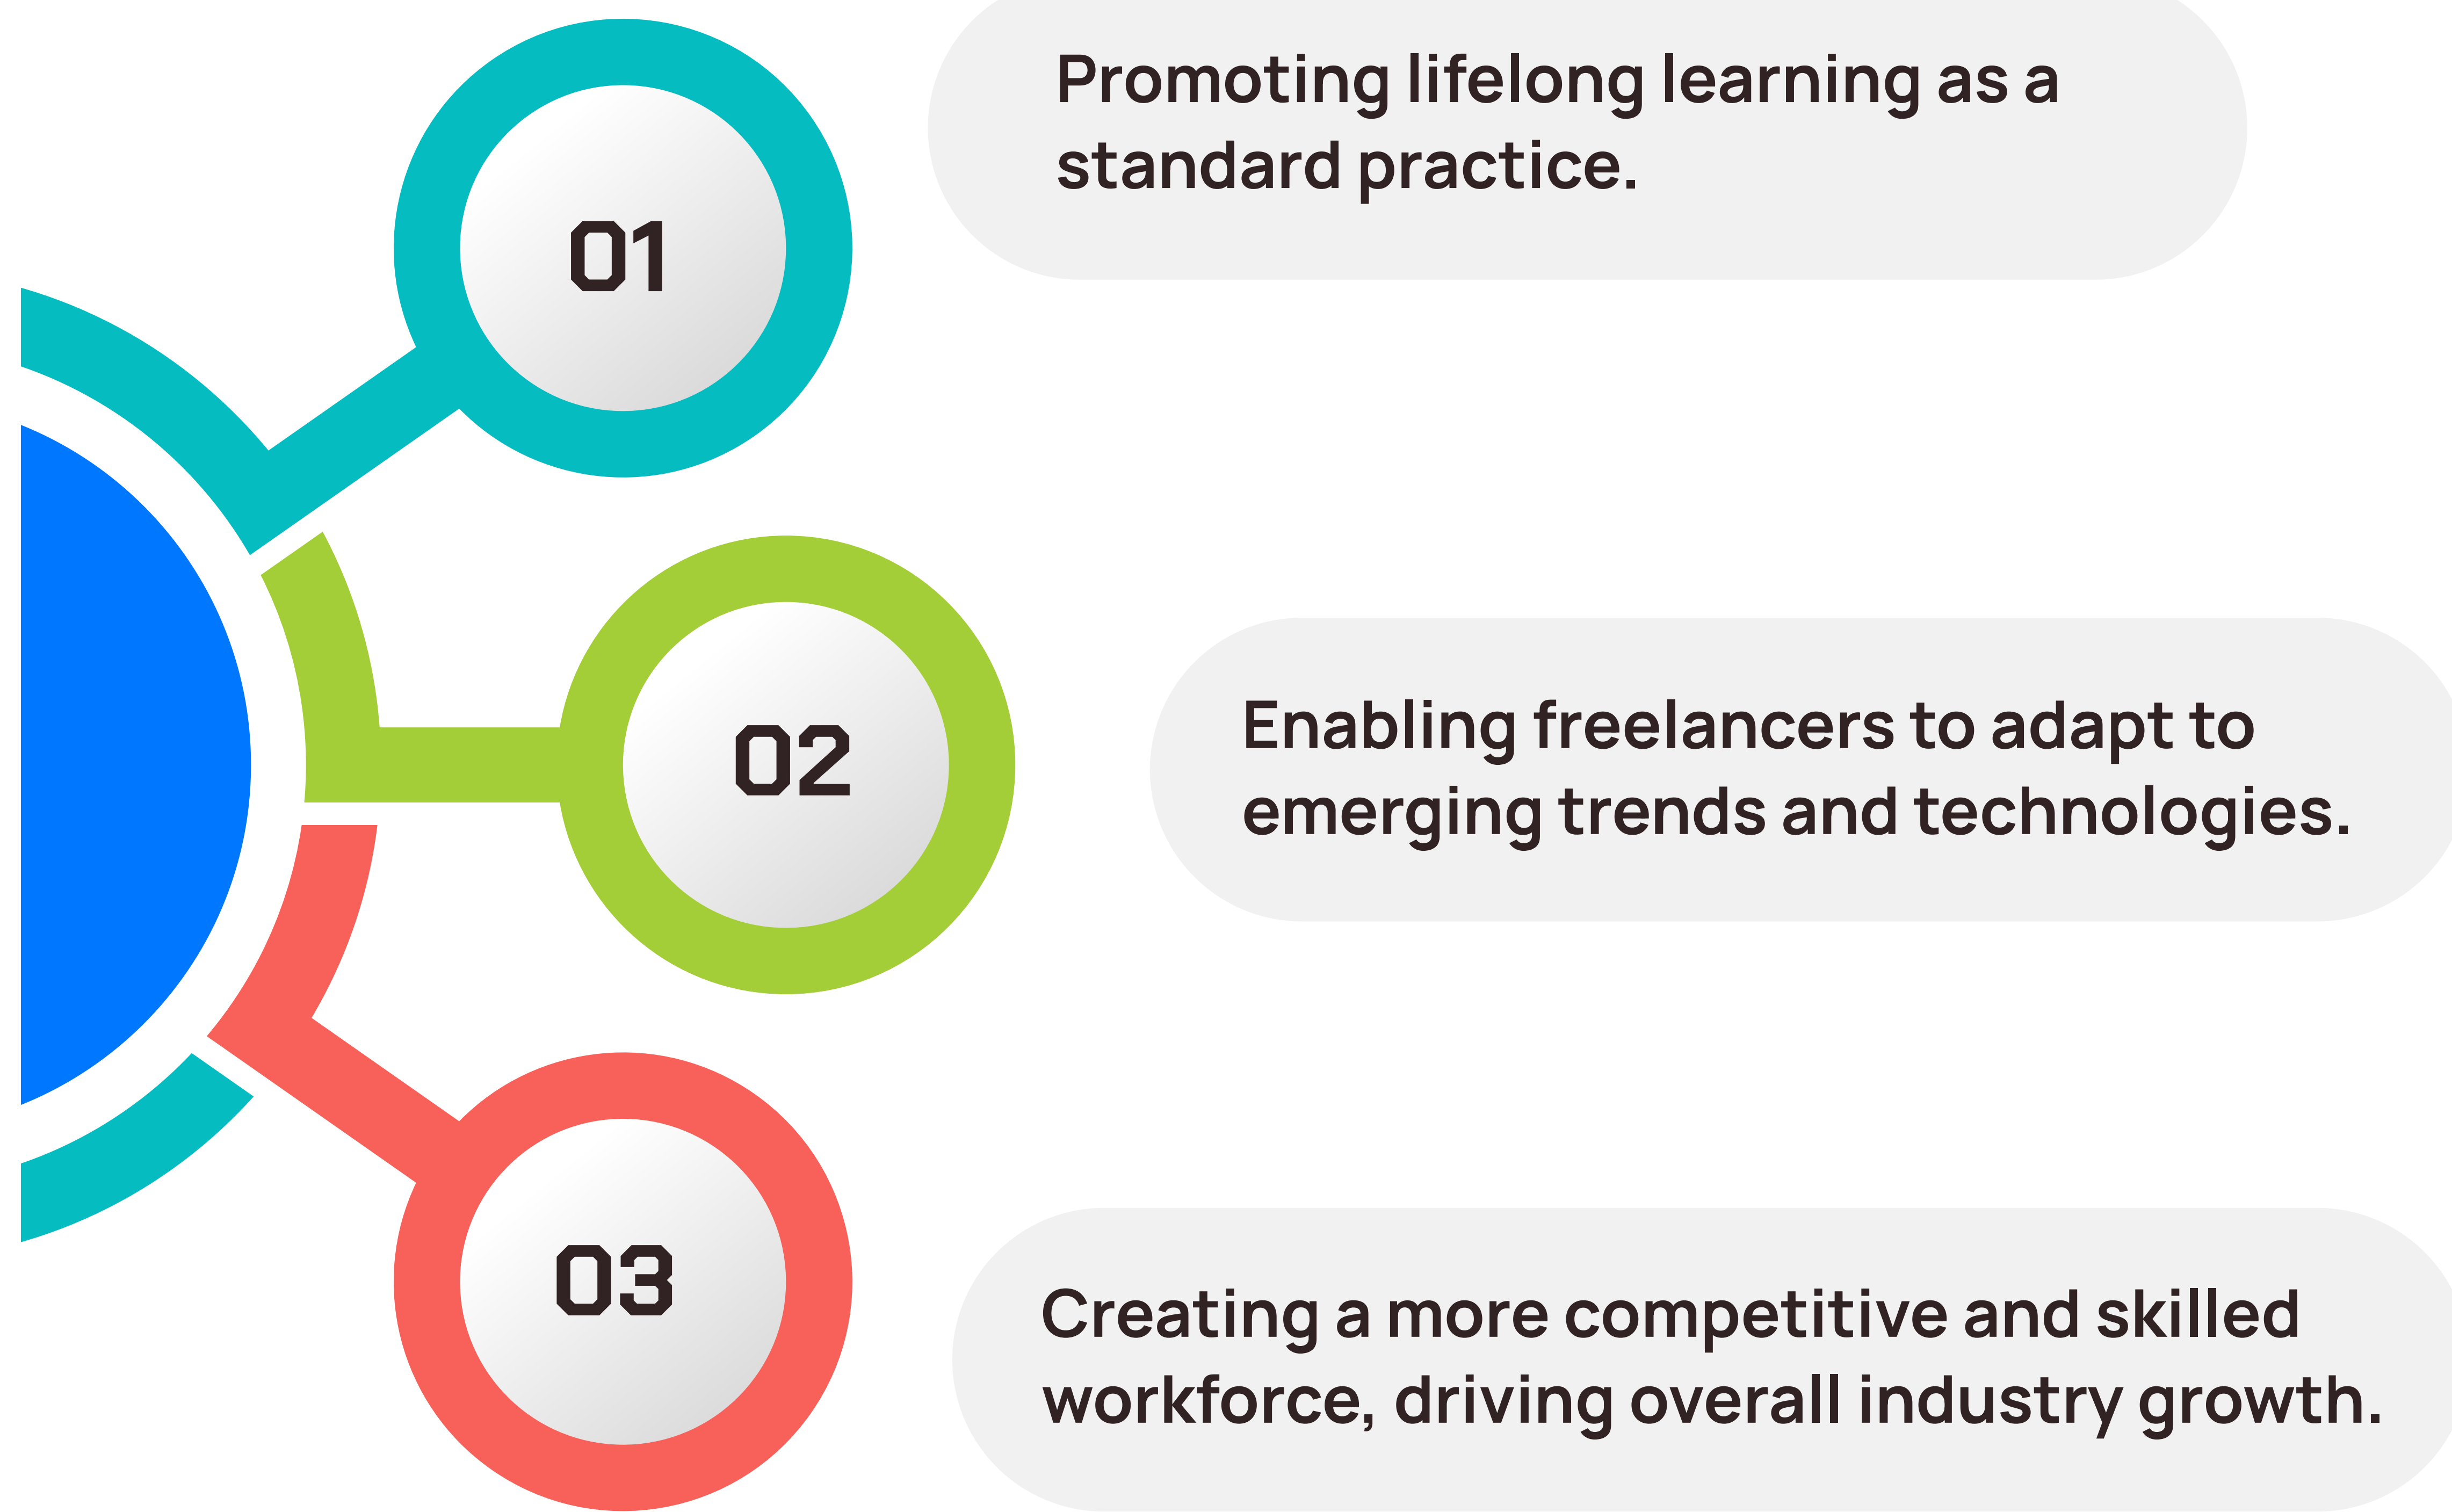 01
Promoting lifelong learning as a
standard practice.
02
Enabling freelancers to adapt to
emerging trends and technologies.
03
Creating a more competitive and skilled
workforce, driving overall industry growth.